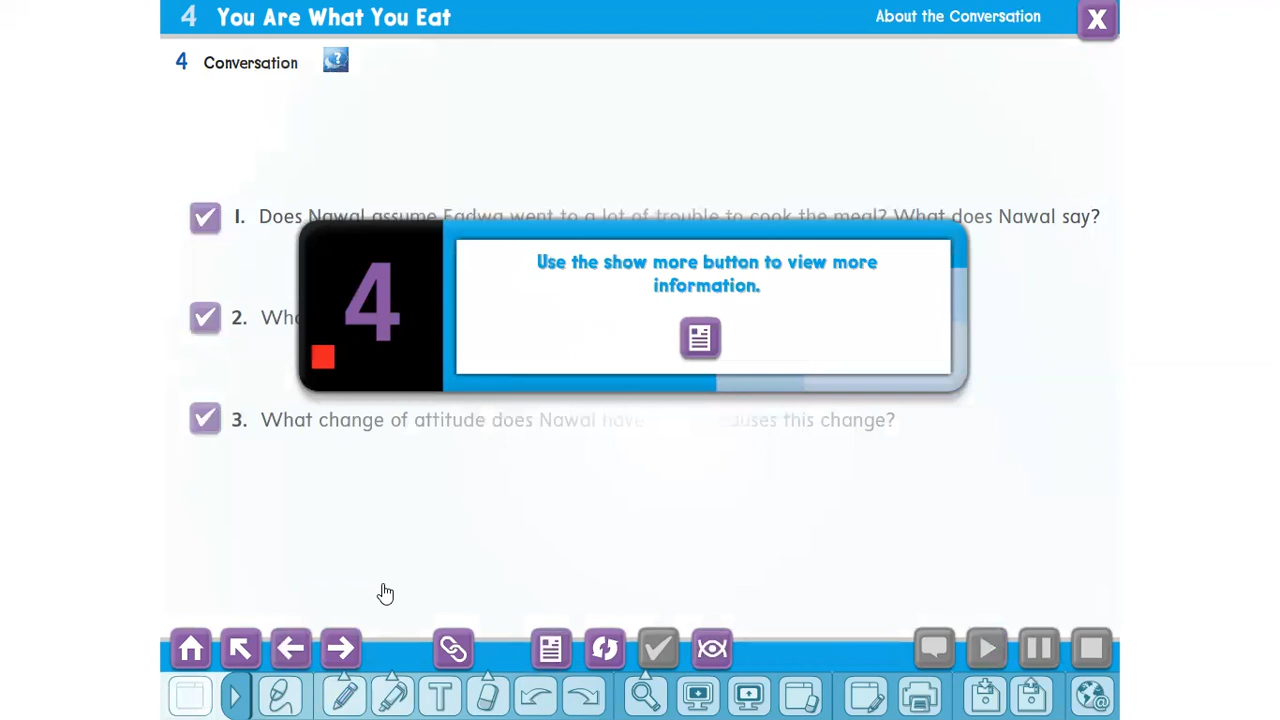 4 You Are What You Eat
About the Conversation
X
4 Conversation
1. Does Nawal assume Fadwa went to a lot of trouble to cook the meal? What does Nawal say?
4
Use the show more button to view more
information.
2.
3. What change of attitude does Nawal have this change?
T